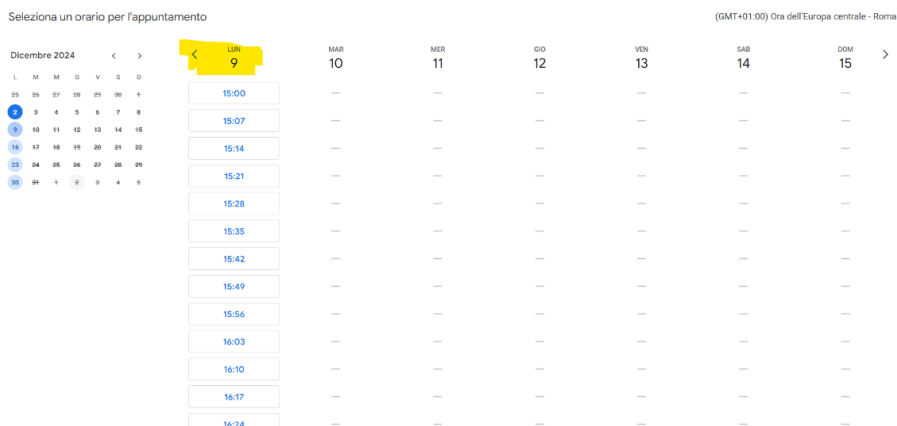 Seleziona un orario per l'appuntamento
(GMT+01:00) Ora dell'Europa centrale - Roma
Dicembre 2024
L M M G V S D
25 26 27 28 29 30 1
2 3 4 5 6 7 8
9 10 11 12 13 14 15
16 17 18 19 20 21 22
23 24 25 26 27 28 29
30 31 1 2 3 4 5
LUN MAR MER GIO VEN SAB DOM
9 10 11 12 13 14 15
15:00 — — — — — —
15:07 — — — — — —
15:14 — — — — — —
15:21 — — — — — —
15:28 — — — — — —
15:35 — — — — — —
15:42 — — — — — —
15:49 — — — — — —
15:56 — — — — — —
16:03 — — — — — —
16:10 — — — — — —
16:17 — — — — — —
16:24 — — — — — —